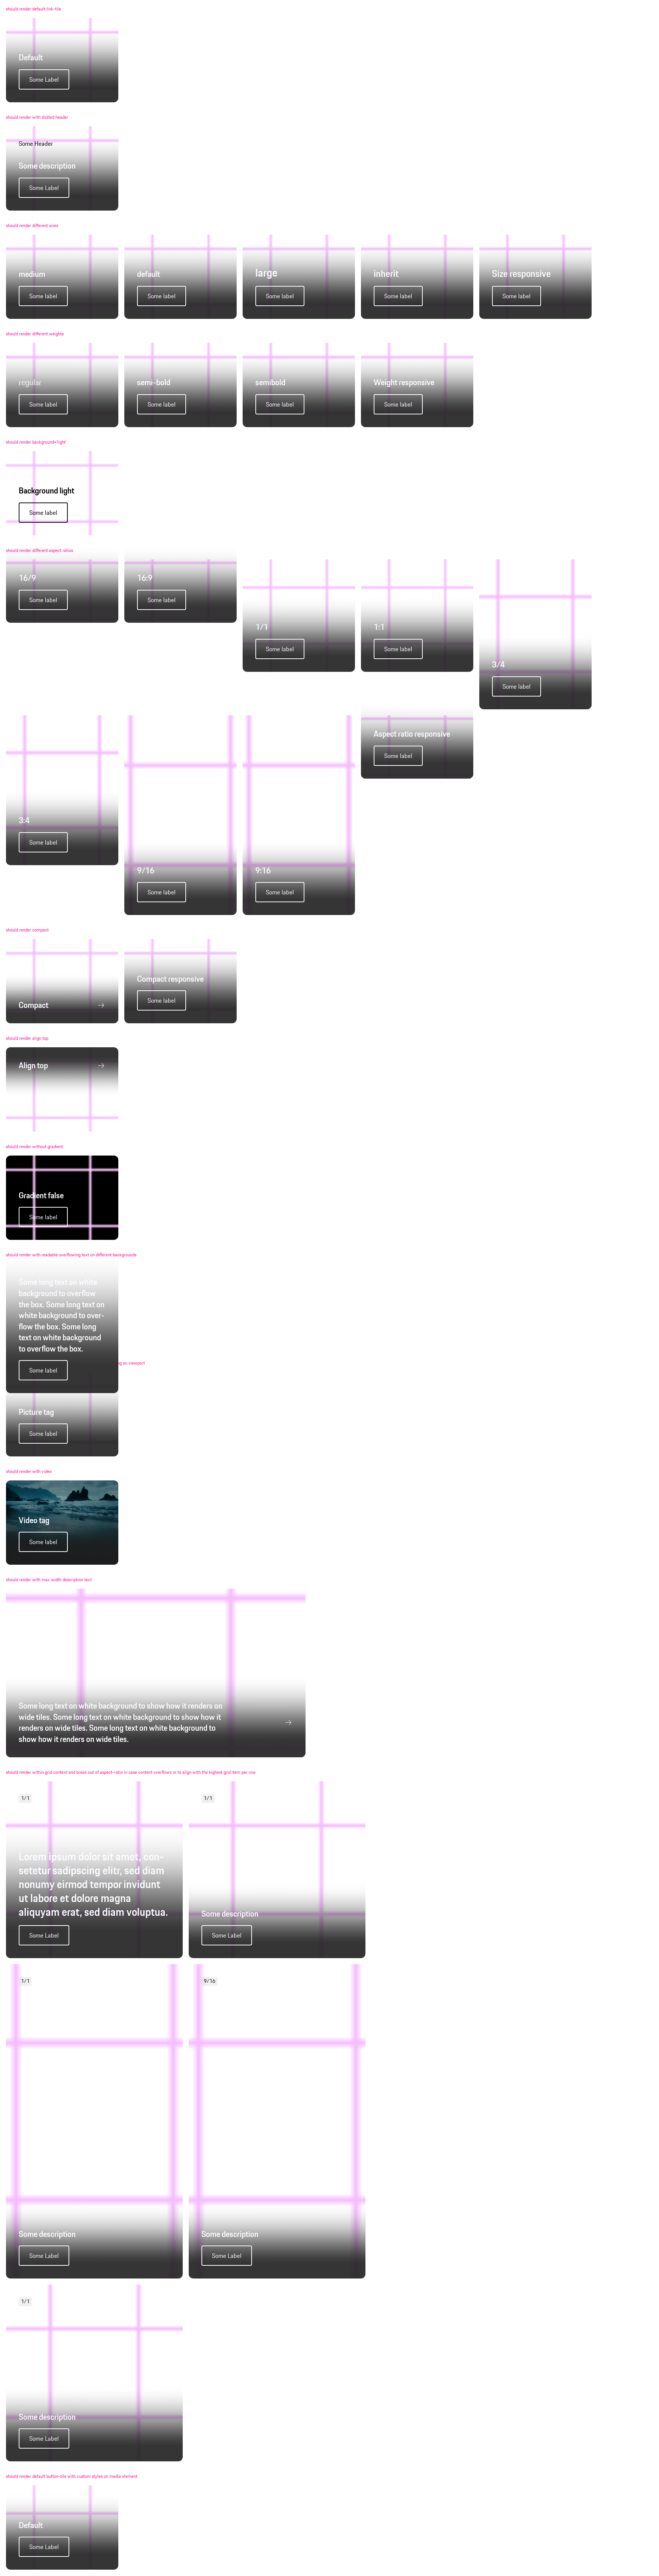 should render default link-tile
Default
Some Label
should render with slotted header
Some Header
Some description
Some Label
should render different sizes
medium
default
large
inherit
Size responsive
Some label
Some label
Some label
Some label
Some label
should render different weights
regular
semi-bold
semibold
Weight responsive
Some label
Some label
Some label
Some label
should render background='light'
Background light
Some label
should render different aspect ratios
16/9
16:9
Some label
Some label
1/1
1:1
Some label
Some label
3/4
Some label
Aspect ratio responsive
Some label
3:4
Some label
9/16
9:16
Some label
Some label
should render compact
Compact
Compact responsive
Some label
should render align top
Align top
should render without gradient
Gradient false
Some label
should render with readable overflowing text on different backgrounds
Some long text on white
background to overflow
the box. Some long text on
white background to over-
flow the box. Some long
text on white background
to overflow the box.
Some label
on viewport
Picture tag
Some label
should render with video
Video tag
Some label
should render with max-width description text
Some long text on white background to show how it renders on
wide tiles. Some long text on white background to show how it
renders on wide tiles. Some long text on white background to
show how it renders on wide tiles.
should render within grid context and break out of aspect-ratio in case content overflows or to align with the highest grid item per row
1/1
1/1
Lorem ipsum dolor sit amet, con-
setetur sadipscing elitr, sed diam
nonumy eirmod tempor invidunt
ut labore et dolore magna
aliquyam erat, sed diam voluptua.
Some Label
Some description
Some Label
1/1
9/16
Some description
Some description
Some Label
Some Label
1/1
Some description
Some Label
should render default button-tile with custom styles on media element
Default
Some Label